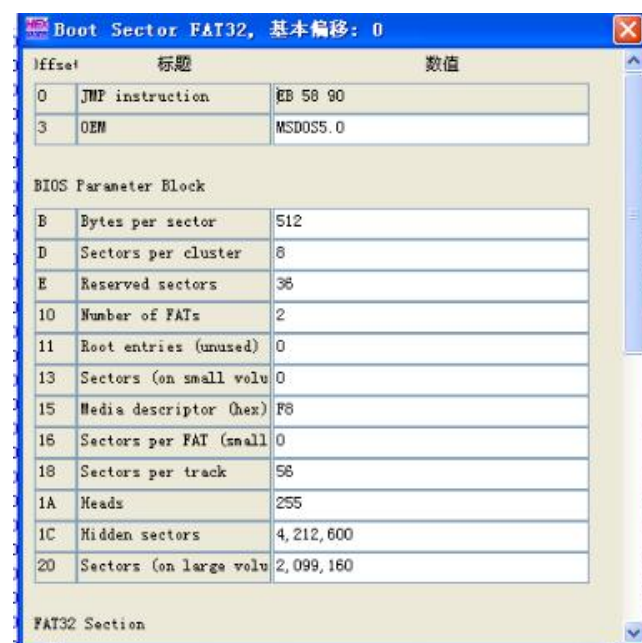 Boot Sector FAT32, 基本偏移: 0
Offset 标题 数值
0 JMP instruction EB 58 90
3 OEM MSDOS5.0
BIOS Parameter Block
B Bytes per sector 512
D Sectors per cluster 8
E Reserved sectors 36
10 Number of FATs 2
11 Root entries (unused) 0
13 Sectors (on small volu 0
15 Media descriptor (hex) F8
16 Sectors per FAT (small 0
18 Sectors per track 56
1A Heads 255
1C Hidden sectors 4,212,600
20 Sectors (on large volu 2,099,160
FAT32 Section